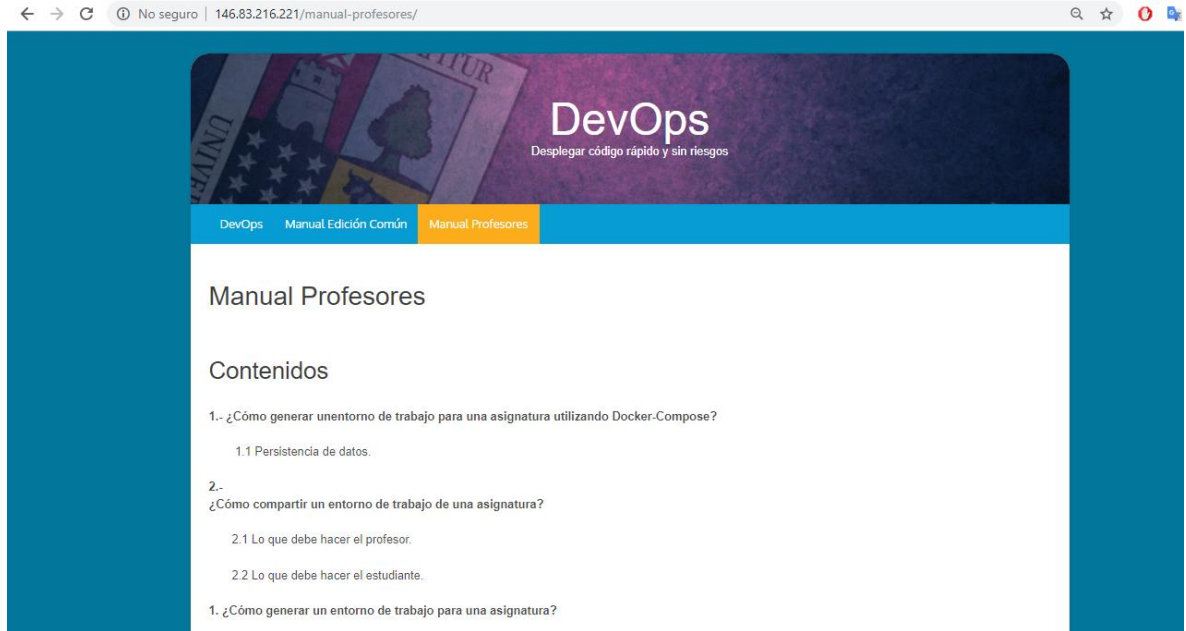 No seguro | 146.83.216.221/manual-profesores/
DevOps
Desplegar código rápido y sin riesgos
DevOps Manual Edición Común Manual Profesores
Manual Profesores
Contenidos
1.- ¿Cómo generar unentorno de trabajo para una asignatura utilizando Docker-Compose?
1.1 Persistencia de datos.
2.-
¿Cómo compartir un entorno de trabajo de una asignatura?
2.1 Lo que debe hacer el profesor.
2.2 Lo que debe hacer el estudiante.
1. ¿Cómo generar un entorno de trabajo para una asignatura?